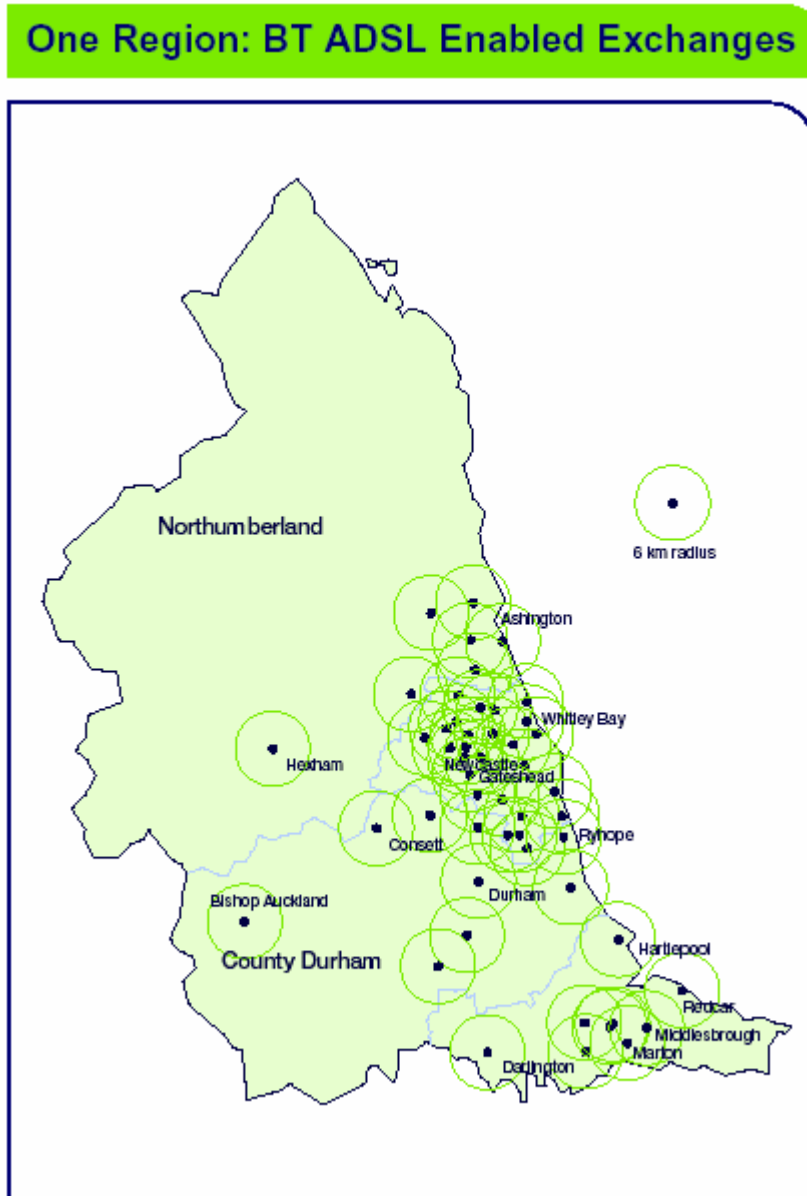 One Region: BT ADSL Enabled Exchanges
Northumberland
6 km radius
Ashington
Whitley Bay
Hexham
Newcastle
Gateshead
Consett
Ryhope
Durham
Bishop Auckland
County Durham
Hartlepool
Redcar
Middlesbrough
Marton
Darlington